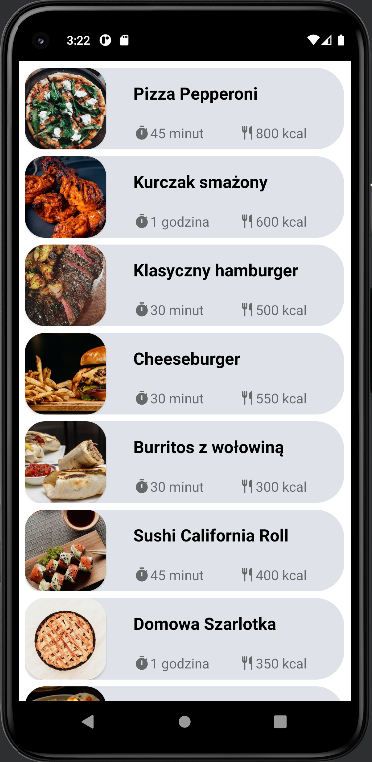 3:22
Pizza Pepperoni
45 minut 800 kcal
Kurczak smażony
1 godzina 600 kcal
Klasyczny hamburger
30 minut 500 kcal
Cheeseburger
30 minut 550 kcal
Burritos z wołowiną
30 minut 300 kcal
Sushi California Roll
45 minut 400 kcal
Domowa Szarlotka
1 godzina 350 kcal